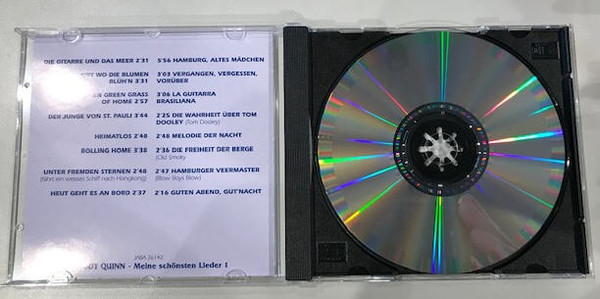 DIE GITARRE UND DAS MEER 2'31
WO DIE BLUMEN
BLÜH'N 3'31
GREEN GRASS
OF HOME 2'57
DER JUNGE VON ST. PAULI 3'44
HEIMATLOS 2'48
ROLLING HOME 3'38
UNTER FREMDEN STERNEN 2'48
(Fährt ein weisses Schiff nach Hongkong)
HEUT GEHT ES AN BORD 2'37
5'56 HAMBURG, ALTES MÄDCHEN
3'03 VERGANGEN, VERGESSEN,
VORÜBER
3'06 LA GUITARRA
BRASILIANA
2'25 DIE WAHRHEIT ÜBER TOM
DOOLEY (Tom Dooley)
2'48 MELODIE DER NACHT
2'36 DIE FREIHEIT DER BERGE
(Old Smoky
2'47 HAMBURGER VEERMASTER
(Blow Boys Blow)
2'16 GUTEN ABEND, GUT'NACHT
QUINN - Meine schönsten Lieder 1